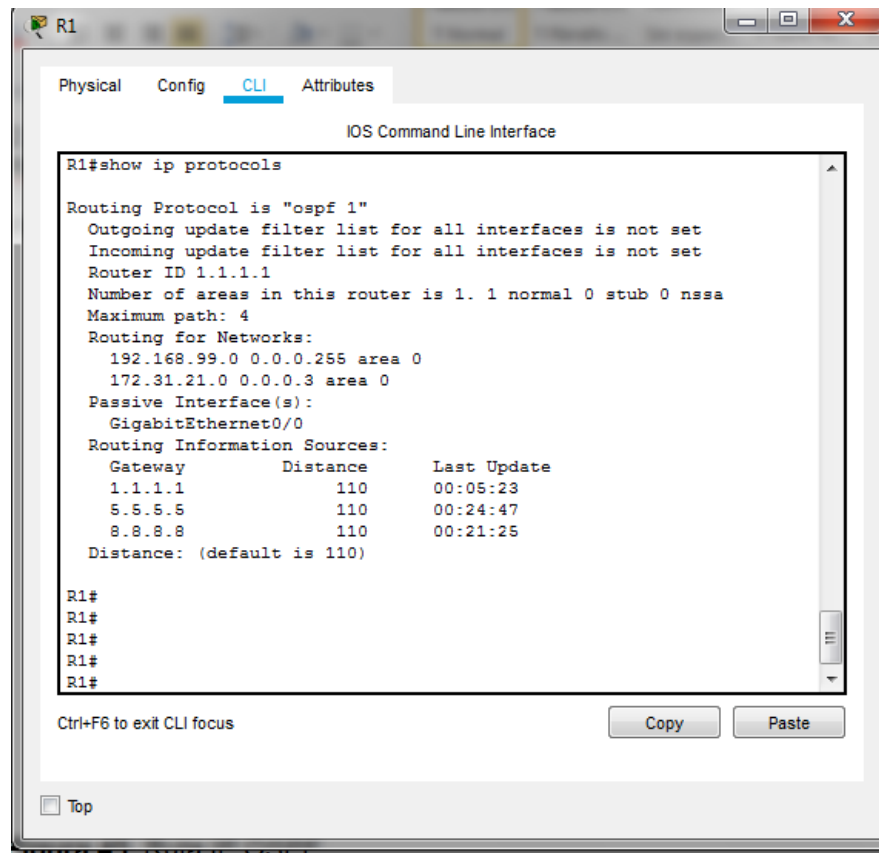 R1
Physical Config CLI Attributes
IOS Command Line Interface
R1#show ip protocols
Routing Protocol is "ospf 1"
Outgoing update filter list for all interfaces is not set
Incoming update filter list for all interfaces is not set
Router ID 1.1.1.1
Number of areas in this router is 1. 1 normal 0 stub 0 nssa
Maximum path: 4
Routing for Networks:
192.168.99.0 0.0.0.255 area 0
172.31.21.0 0.0.0.3 area 0
Passive Interface(s):
GigabitEthernet0/0
Routing Information Sources:
Gateway Distance Last Update
1.1.1.1 110 00:05:23
5.5.5.5 110 00:24:47
8.8.8.8 110 00:21:25
Distance: (default is 110)
R1#
R1#
R1#
R1#
R1#
Ctrl+F6 to exit CLI focus
Copy Paste
Top